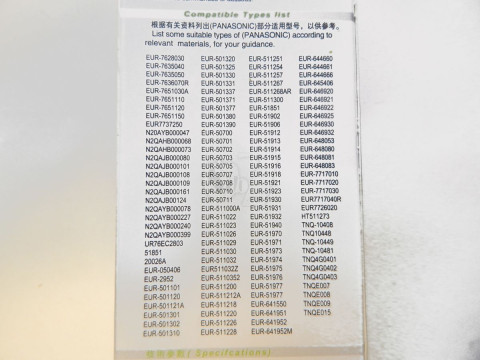 Compatible Types list
根据有关资料列出(PANASONIC)部分适用型号, 以供参考.
List some suitable types of (PANASONIC) according to
relevant materials, for your guidance.
EUR-7628030 EUR-501320 EUR-511251 EUR-644660
EUR-7635040 EUR-501325 EUR-511254 EUR-644661
EUR-7635050 EUR-501330 EUR-511257 EUR-644666
EUR-7636070R EUR-501331 EUR-511267 EUR-645406
EUR-7651030A EUR-501337 EUR-511268AR EUR-646920
EUR-7651110 EUR-501371 EUR-511300 EUR-646921
EUR-7651120 EUR-501377 EUR-51851 EUR-646922
EUR-7651150 EUR-501380 EUR-51902 EUR-646925
EUR7737250 EUR-501390 EUR-51906 EUR-646930
N2QAYB000047 EUR-50700 EUR-51912 EUR-646932
N2QAHB000068 EUR-50701 EUR-51913 EUR-648053
N2QAHB000073 EUR-50702 EUR-51914 EUR-648080
N2QAJB000080 EUR-50703 EUR-51915 EUR-648081
N2QAJB000101 EUR-50705 EUR-51916 EUR-648083
N2QAJB000108 EUR-50707 EUR-51918 EUR-7717010
N2QAJB000109 EUR-50708 EUR-51921 EUR-7717020
N2QAJB000161 EUR-50710 EUR-51923 EUR-7717030
N2QAJB00124 EUR-50711 EUR-51930 EUR7717040R
N2QAYB000078 EUR-511000A EUR-51931 EUR7726020
N2QAYB000227 EUR-511022 EUR-51932 HT511273
N2QAYB000240 EUR-511023 EUR-51940 TNQ-10408
N2QAYB000399 EUR-511026 EUR-51970 TNQ10448
UR76EC2803 EUR-511029 EUR-51971 TNQ-10449
51851 EUR-511030 EUR-51973 TNQ-10481
20026A EUR-511032 EUR-51974 TNQ4G0401
EUR-050406 EUR511032Z EUR-51975 TNQ4G0402
EUR-2952 EUR-5110352 EUR-51976 TNQ4G0403
EUR-501101 EUR-511200 EUR-51977 TNQE007
EUR-501120 EUR-511212A EUR-51978 TNQE008
EUR-501121A EUR-511218 EUR-641550 TNQE009
EUR-501301 EUR-511220 EUR-641951 TNQE015
EUR-501302 EUR-511226 EUR-641952
EUR-501310 EUR-511228 EUR-641952M